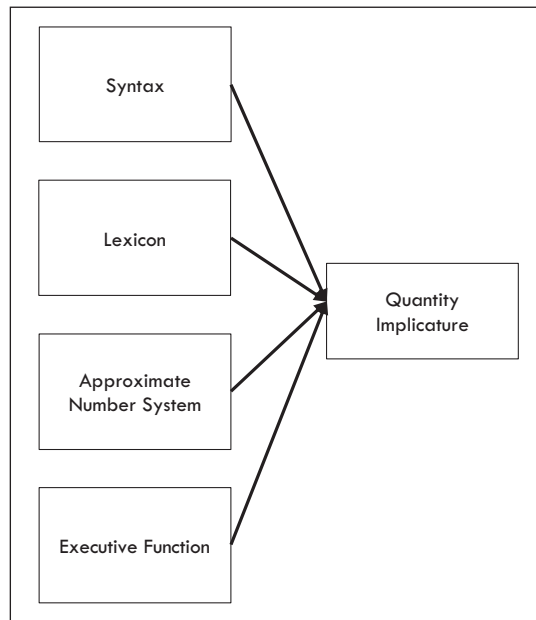 Syntax
Lexicon
Approximate
Number System
Executive Function
Quantity
Implicature